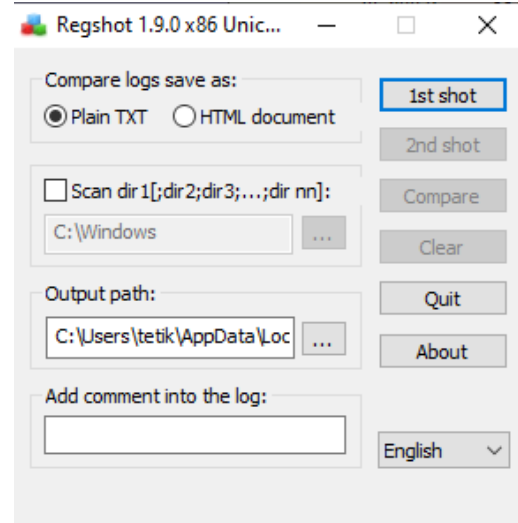 Regshot 1.9.0 x86 Unic...
Compare logs save as:
Plain TXT HTML document
1st shot
2nd shot
Scan dir1[;dir2;dir3;...;dir nn]:
C:\Windows ...
Compare
Clear
Output path:
C:\Users\tetik\AppData\Loc ...
Quit
About
Add comment into the log:
English